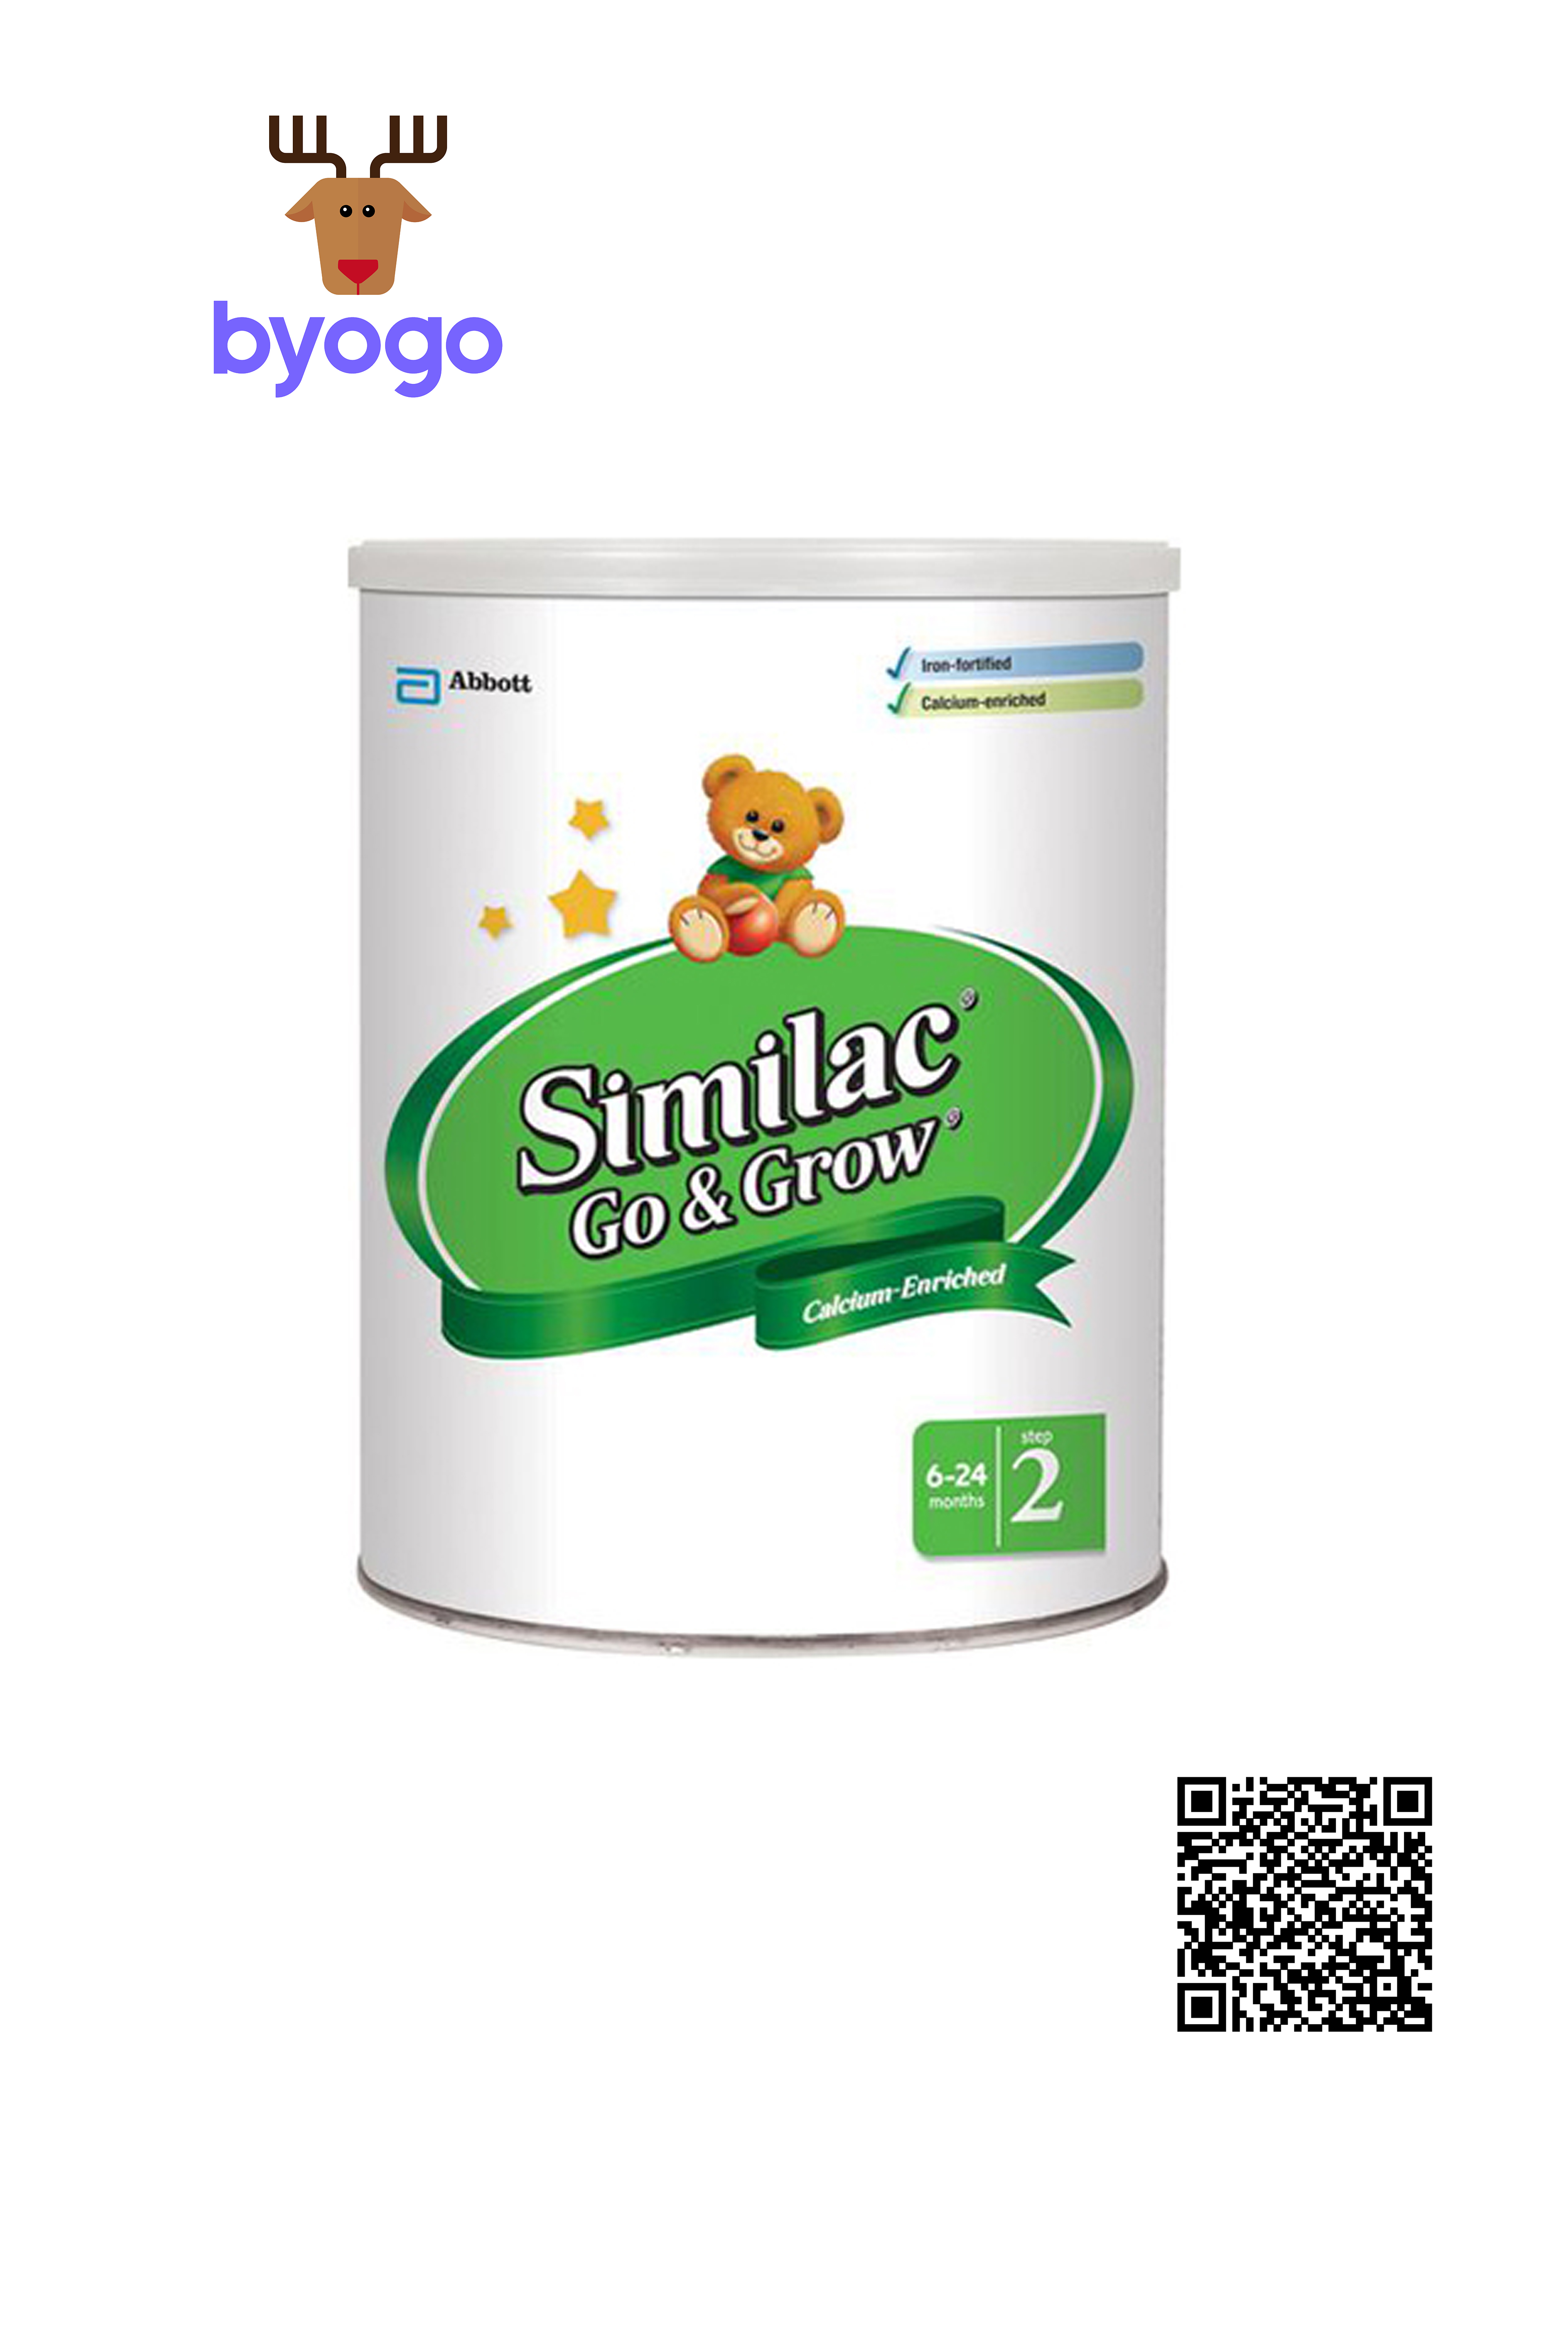 byogo
Abbott
Iron-fortified
Calcium-enriched
Similac®
Go & Grow®
Calcium-Enriched
6-24
months
step
2